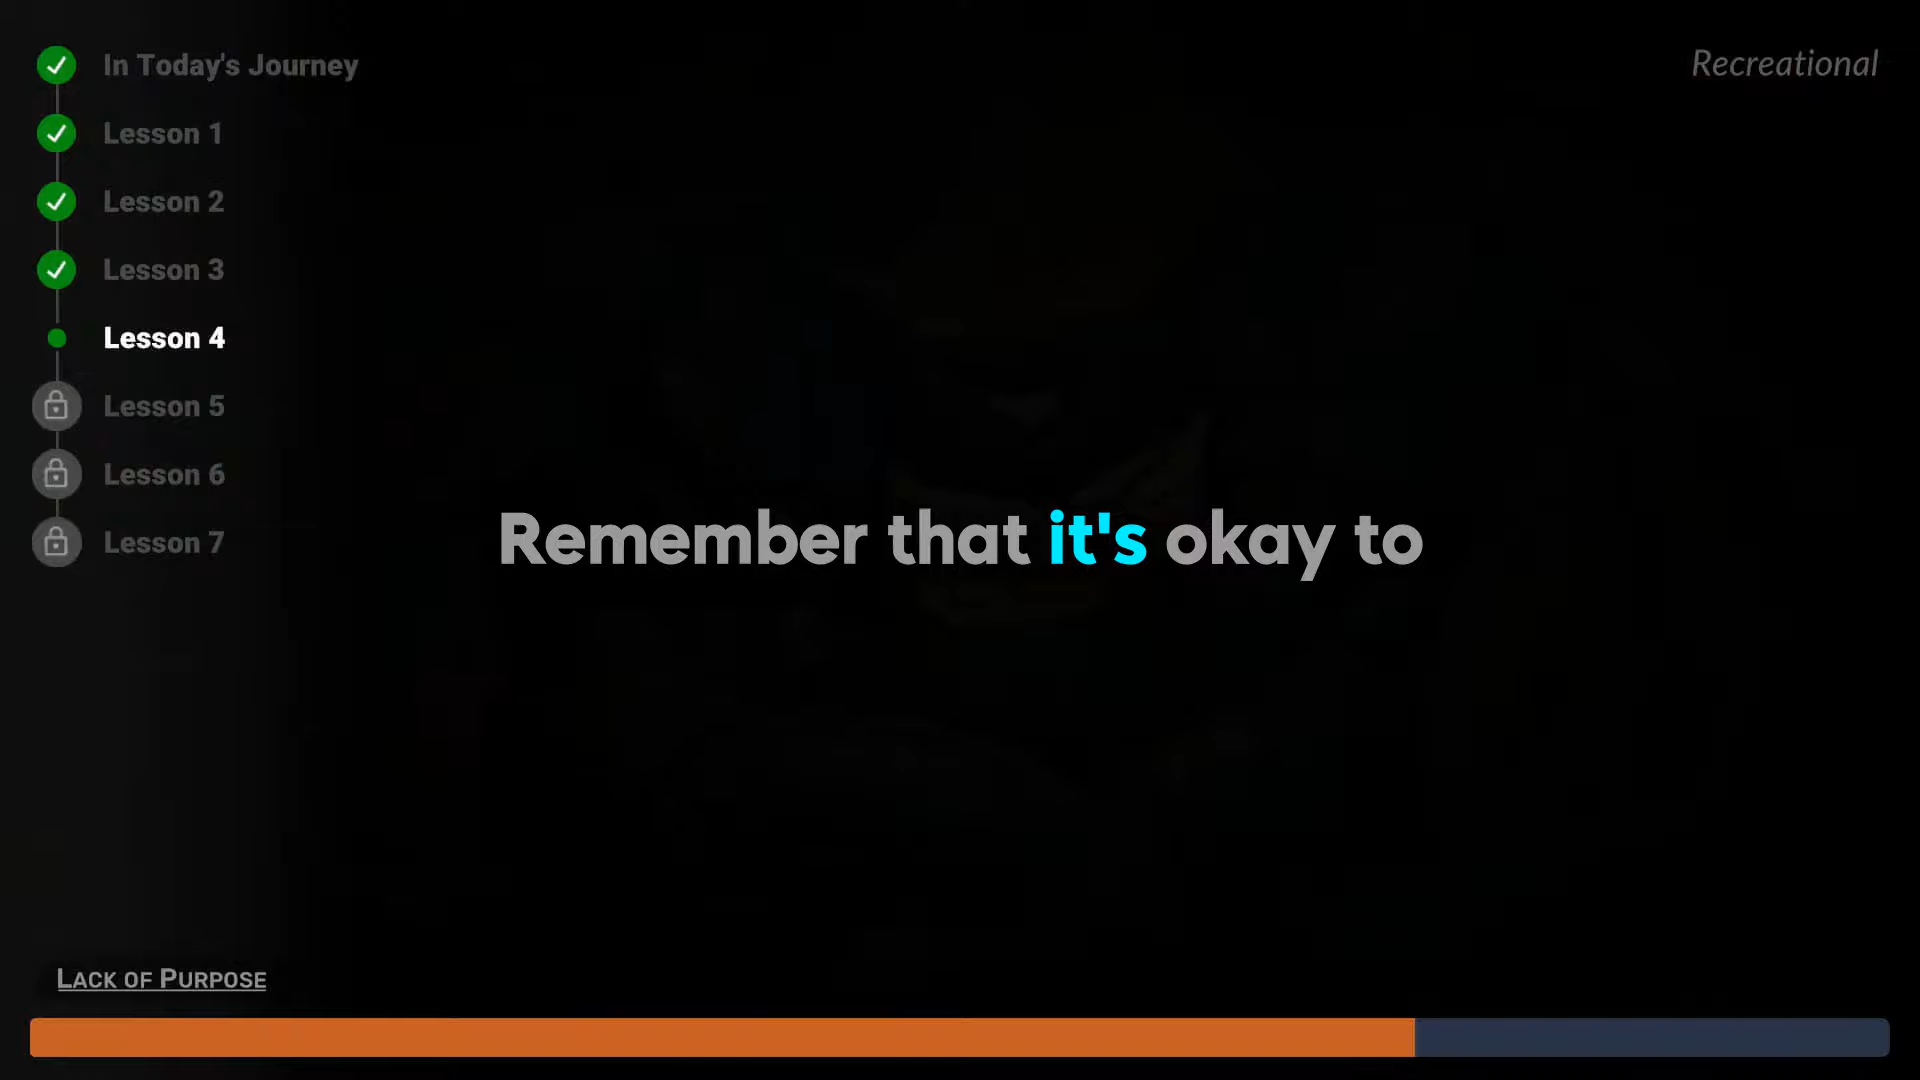 In Today's Journey
Recreational
Lesson 1
Lesson 2
Lesson 3
Lesson 4
Lesson 5
Lesson 6
Lesson 7
Remember that it's okay to
LACK OF PURPOSE